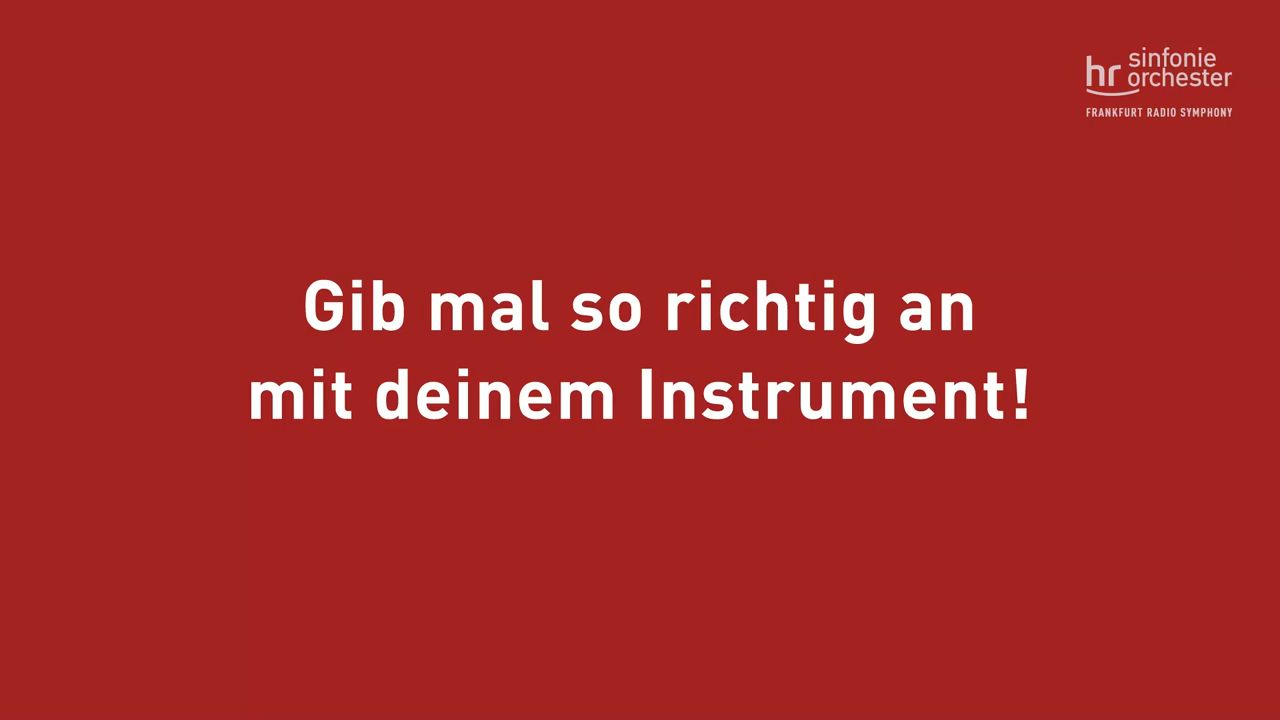 sinfonie
hr orchester
FRANKFURT RADIO SYMPHONY
Gib mal so richtig an
mit deinem Instrument!